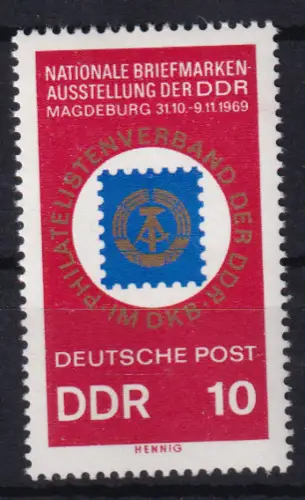 NATIONALE BRIEFMARKEN-
AUSSTELLUNG DER DDR
MAGDEBURG 31.10.-9.11.1969
PHILATELISTENVERBAND DER DDR · IM DKB ·
DEUTSCHE POST
DDR 10
HENNIG